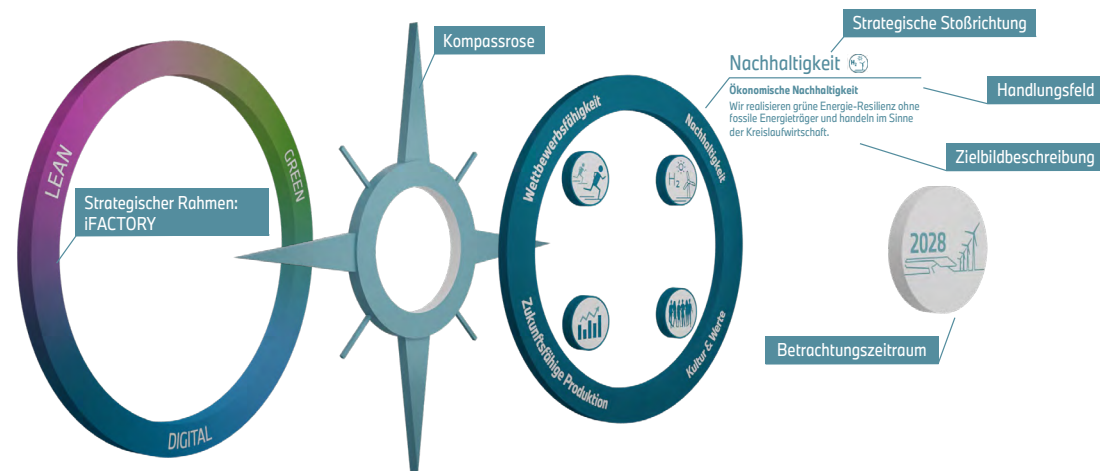 LEAN
GREEN
DIGITAL
Strategischer Rahmen:
iFACTORY
Kompassrose
Wettbewerbsfähigkeit
Nachhaltigkeit
Zukunftsfähige Produktion
Kultur & Werte
H2
Strategische Stoßrichtung
Nachhaltigkeit
Ökonomische Nachhaltigkeit
Wir realisieren grüne Energie-Resilienz ohne
fossile Energieträger und handeln im Sinne
der Kreislaufwirtschaft.
Handlungsfeld
Zielbildbeschreibung
2028
Betrachtungszeitraum